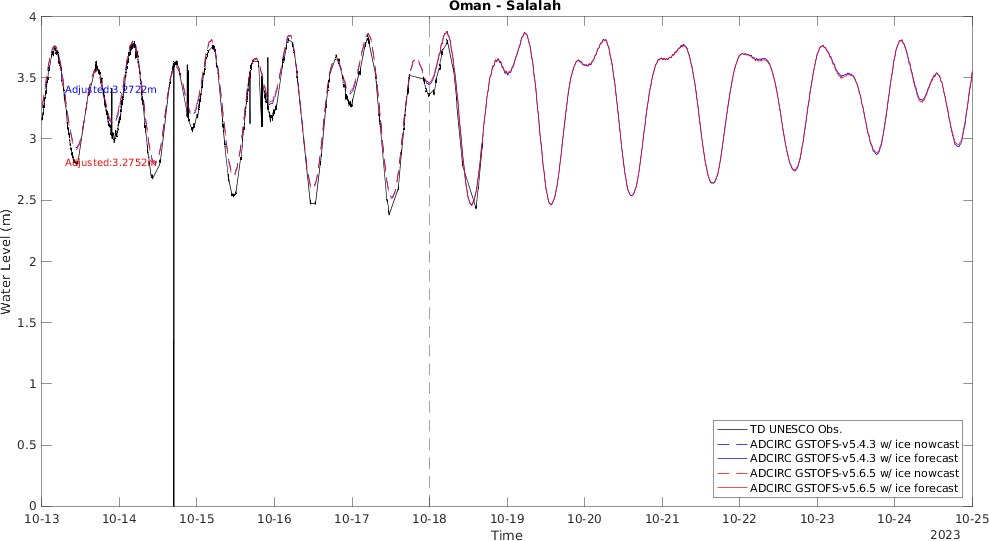 Oman - Salalah
4
3.5
3
2.5
2
1.5
1
0.5
0
Water Level (m)
Adjusted:3.2722m
Adjusted:3.2752m
TD UNESCO Obs.
ADCIRC GSTOFS-v5.4.3 w/ ice nowcast
ADCIRC GSTOFS-v5.4.3 w/ ice forecast
ADCIRC GSTOFS-v5.6.5 w/ ice nowcast
ADCIRC GSTOFS-v5.6.5 w/ ice forecast
10-13 10-14 10-15 10-16 10-17 10-18 10-19 10-20 10-21 10-22 10-23 10-24 10-25
Time
2023